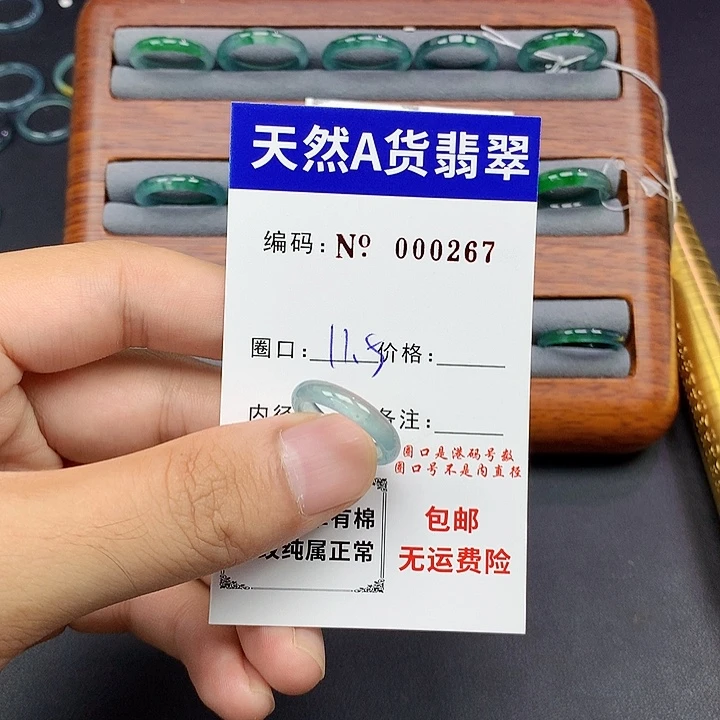 天然A货翡翠
编码: Nº 000267
圈口: 11.5 价格:
内径 备注:
圈口是港码号数
圈口号不是内直径
有棉
纯属正常
包邮
无运费险